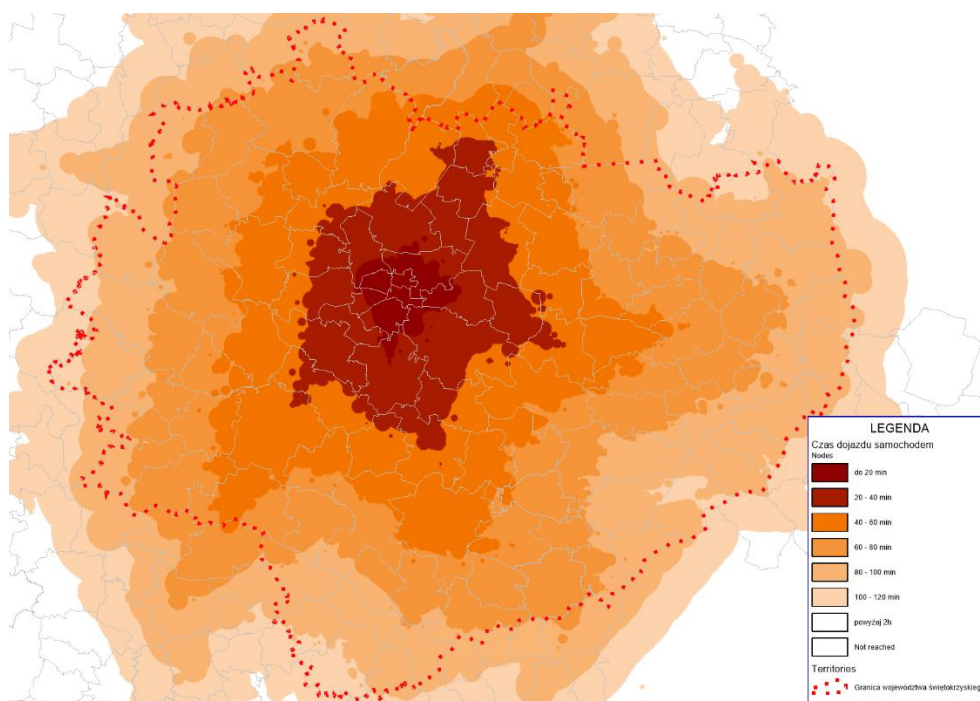 LEGENDA
Czas dojazdu samochodem
Nodes
do 20 min
20 - 40 min
40 - 60 min
60 - 80 min
80 - 100 min
100 - 120 min
powyżej 2h
Not reached
Territories
Granica województwa świętokrzyskieg